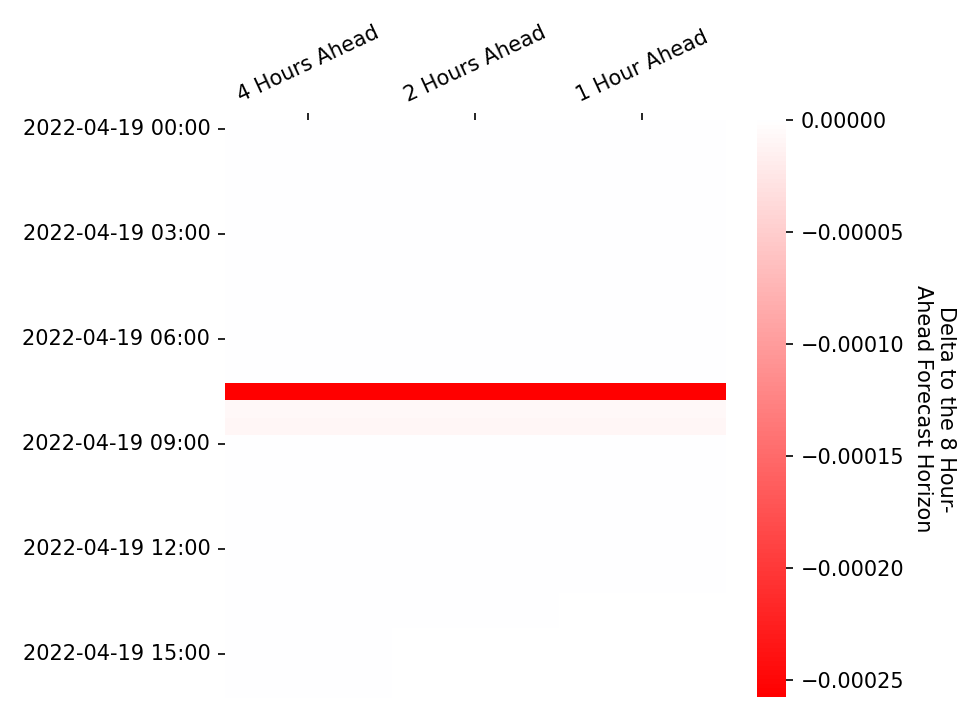 4 Hours Ahead
2 Hours Ahead
1 Hour Ahead
2022-04-19 00:00
2022-04-19 03:00
2022-04-19 06:00
2022-04-19 09:00
2022-04-19 12:00
2022-04-19 15:00
0.00000
−0.00005
−0.00010
−0.00015
−0.00020
−0.00025
Delta to the 8 Hour-
Ahead Forecast Horizon